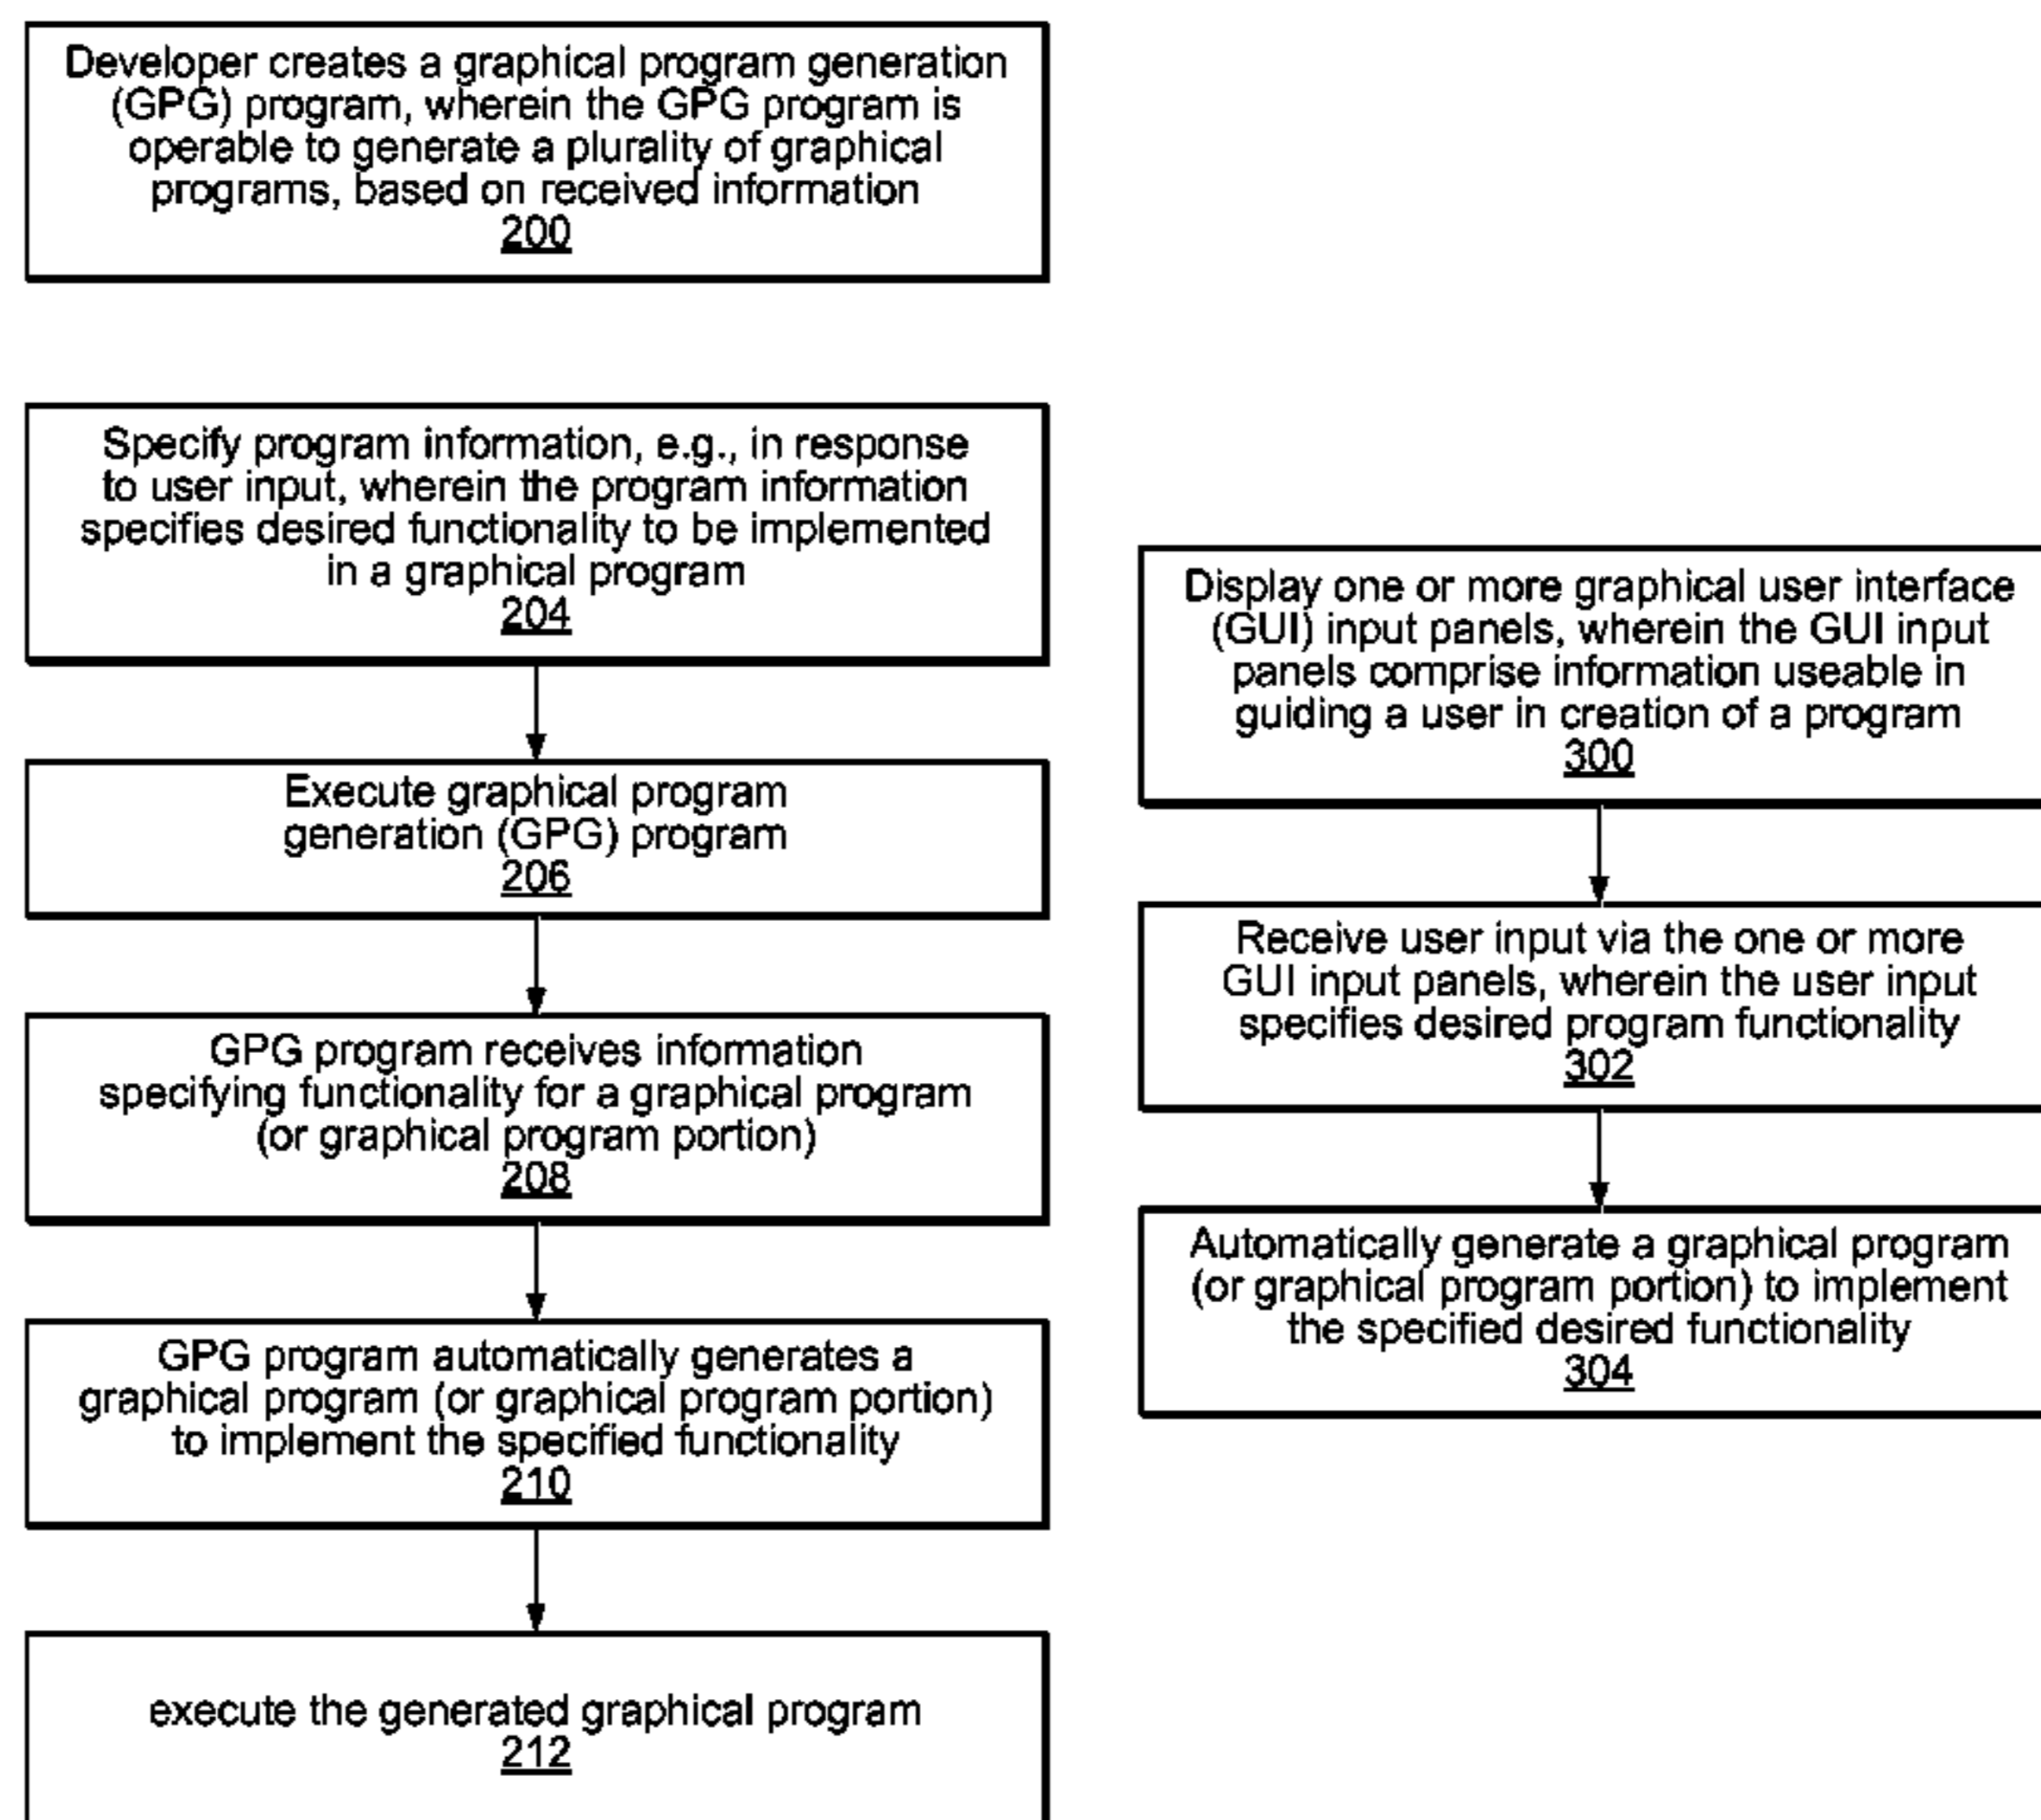 Developer creates a graphical program generation
(GPG) program, wherein the GPG program is
operable to generate a plurality of graphical
programs, based on received information
200
Specify program information, e.g., in response
to user input, wherein the program information
specifies desired functionality to be implemented
in a graphical program
204
Execute graphical program
generation (GPG) program
206
GPG program receives information
specifying functionality for a graphical program
(or graphical program portion)
208
GPG program automatically generates a
graphical program (or graphical program portion)
to implement the specified functionality
210
execute the generated graphical program
212
Display one or more graphical user interface
(GUI) input panels, wherein the GUI input
panels comprise information useable in
guiding a user in creation of a program
300
Receive user input via the one or more
GUI input panels, wherein the user input
specifies desired program functionality
302
Automatically generate a graphical program
(or graphical program portion) to implement
the specified desired functionality
304